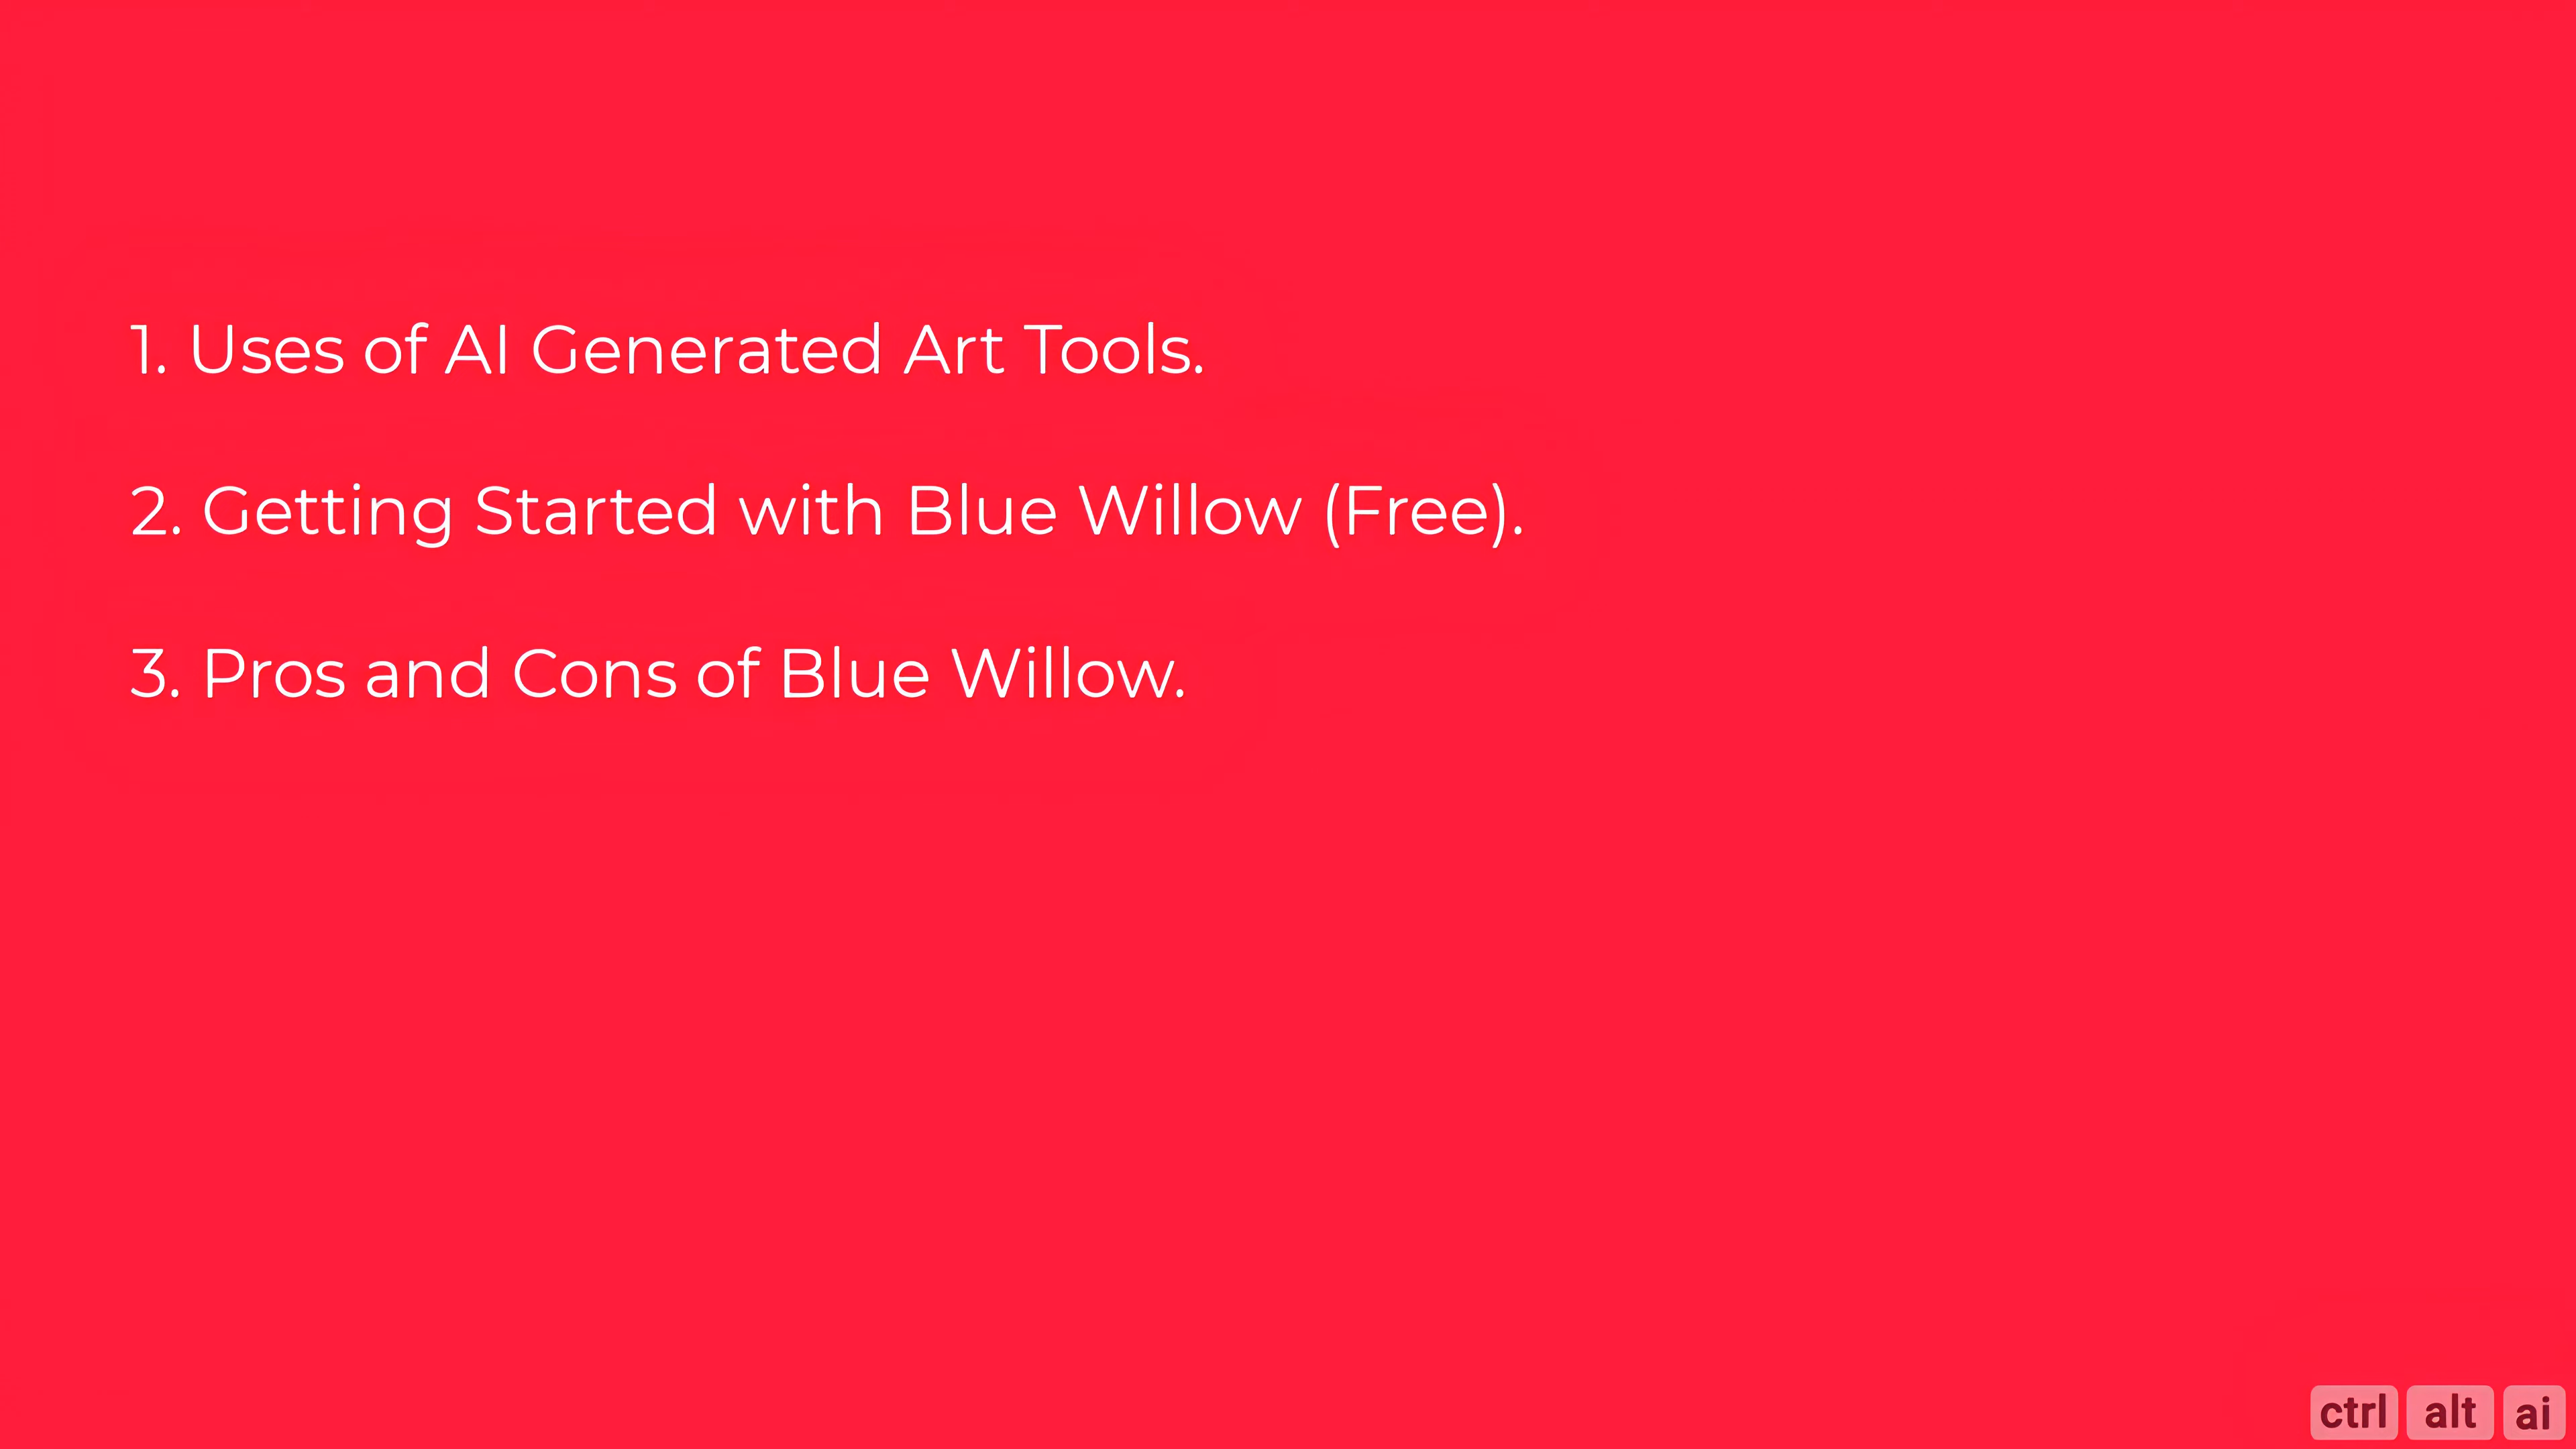 1. Uses of AI Generated Art Tools.
2. Getting Started with Blue Willow (Free).
3. Pros and Cons of Blue Willow.
ctrl alt ai